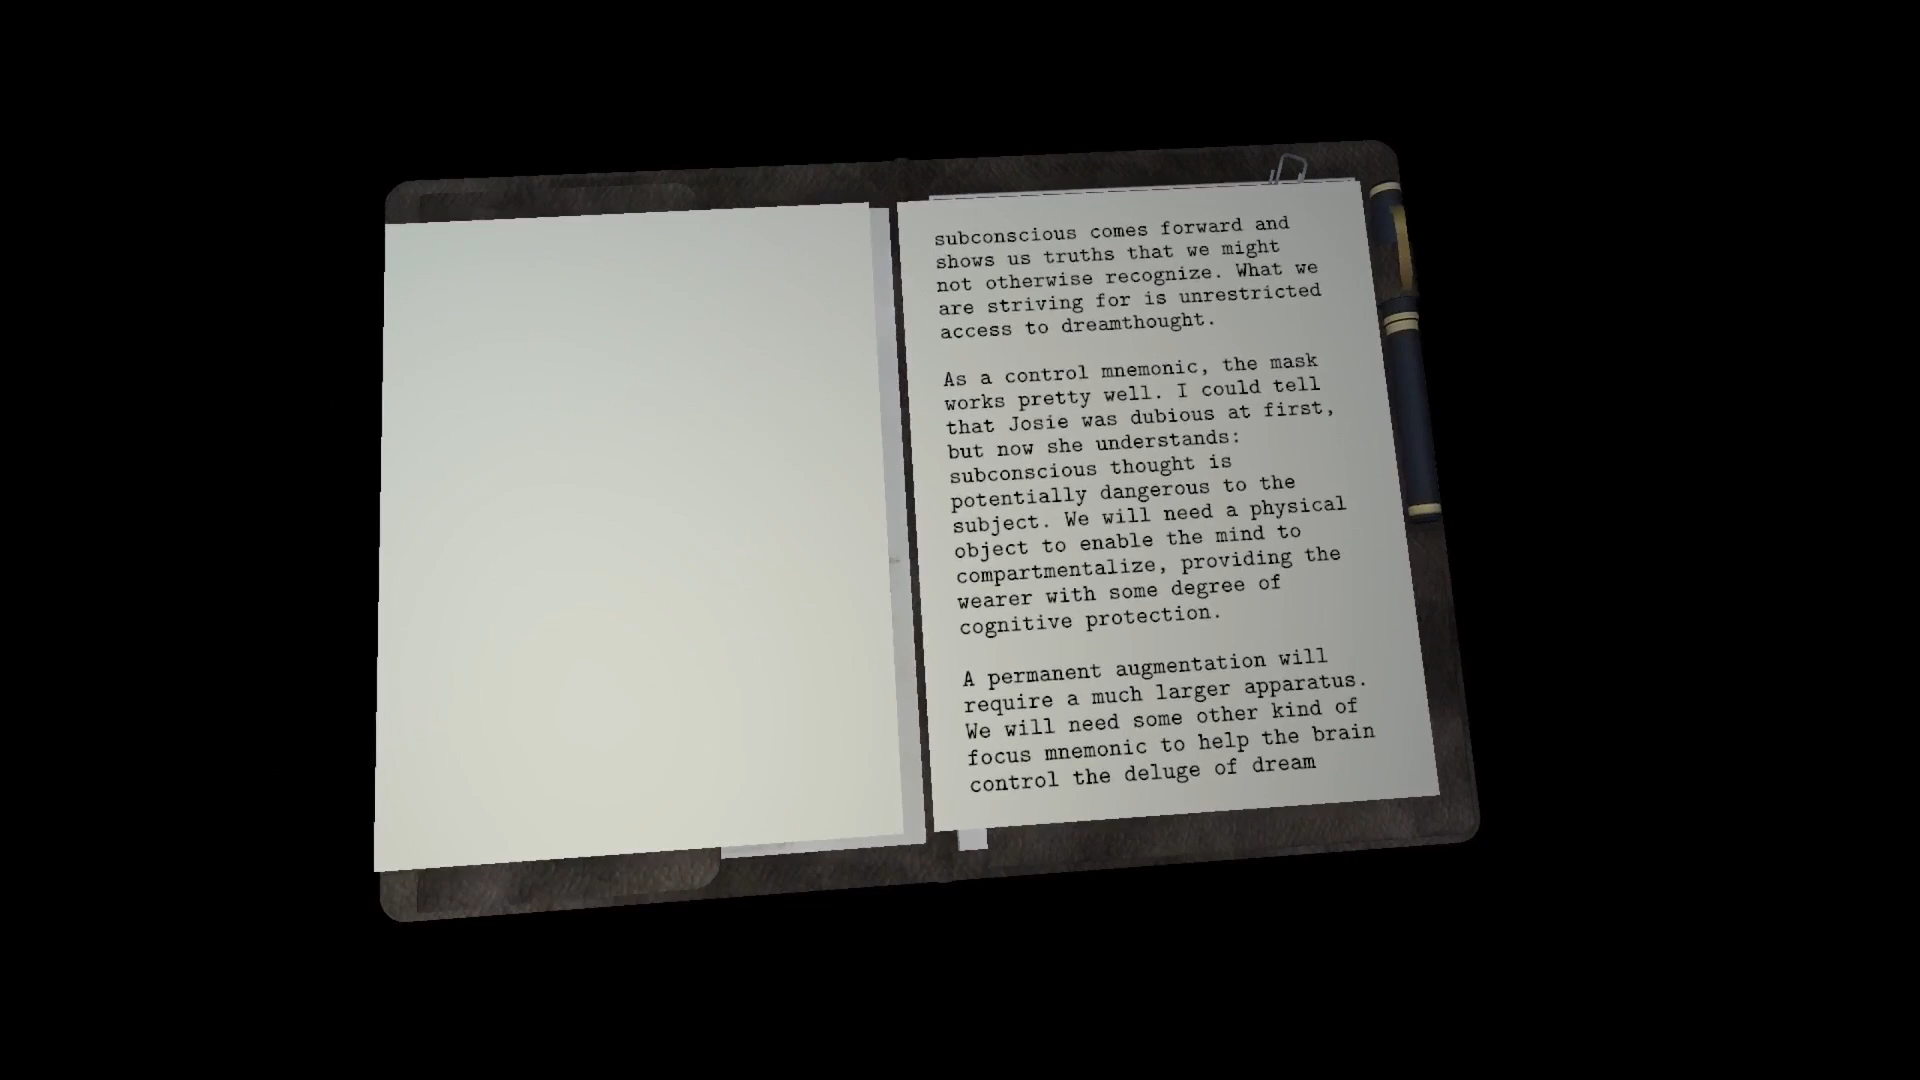 subconscious comes forward and
shows us truths that we might
not otherwise recognize. What we
are striving for is unrestricted
access to dreamthought.
As a control mnemonic, the mask
works pretty well. I could tell
that Josie was dubious at first,
but now she understands:
subconscious thought is
potentially dangerous to the
subject. We will need a physical
object to enable the mind to
compartmentalize, providing the
wearer with some degree of
cognitive protection.
A permanent augmentation will
require a much larger apparatus.
We will need some other kind of
focus mnemonic to help the brain
control the deluge of dream